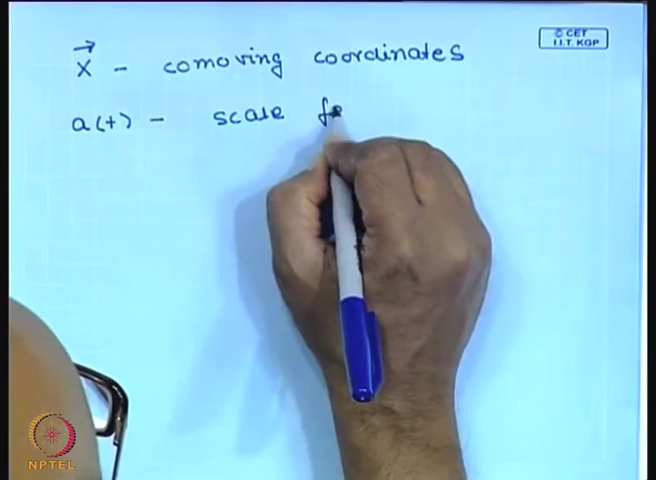 x⃗ - comoving coordinates
a(t) - scale
© CET
I.I.T. KGP
NPTEL